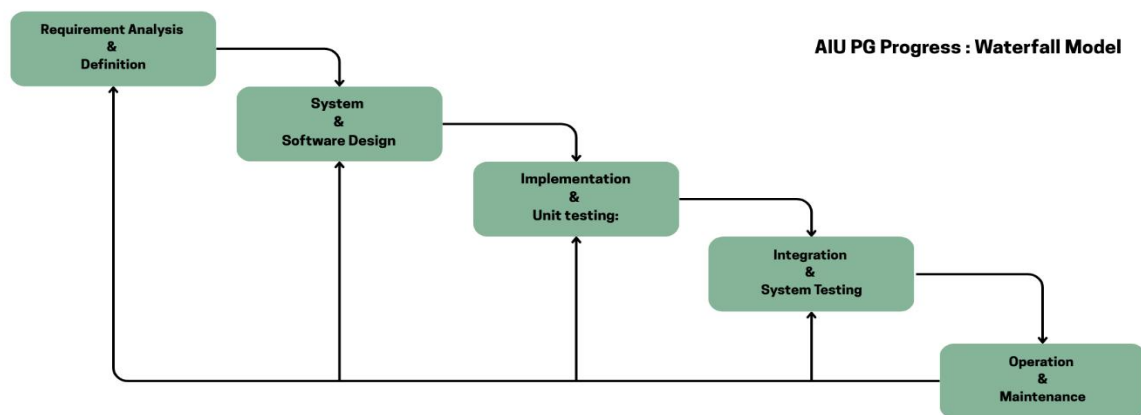 Requirement Analysis
&
Definition
AIU PG Progress : Waterfall Model
System
&
Software Design
Implementation
&
Unit testing:
Integration
&
System Testing
Operation
&
Maintenance